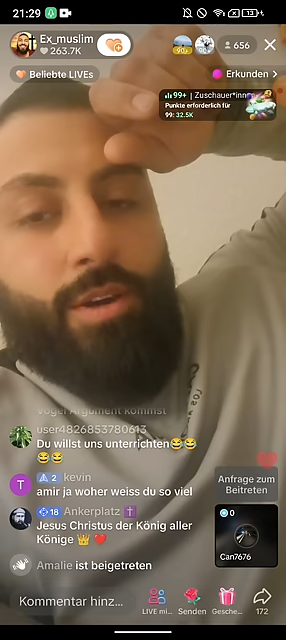 21:29
Ex_muslim
263.7K
656
Beliebte LIVEs
Erkunden >
99+ | Zuschauer*innen
Punkte erforderlich für
99: 32.5K
Vogel Argument kommst
user4826853780613
Du willst uns unterrichten😂😂
😂😂
2 kevin
T
amir ja woher weiss du so viel
18 Ankerplatz ✝️
Jesus Christus der König aller
Könige 👑 ❤️
Amalie ist beigetreten
Anfrage zum
Beitreten
0
Can7676
Kommentar hinz...
LIVE mi...
Senden
Gesche...
172